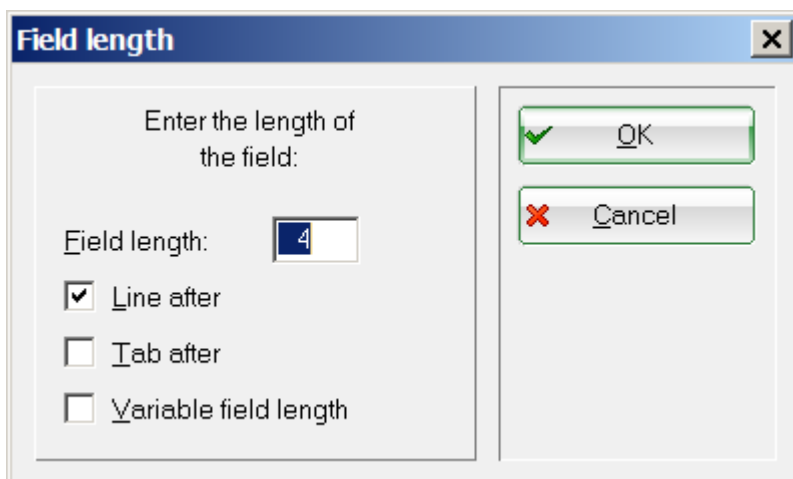 Field length
Enter the length of
the field:
Field length: 4
Line after
Tab after
Variable field length
OK
Cancel